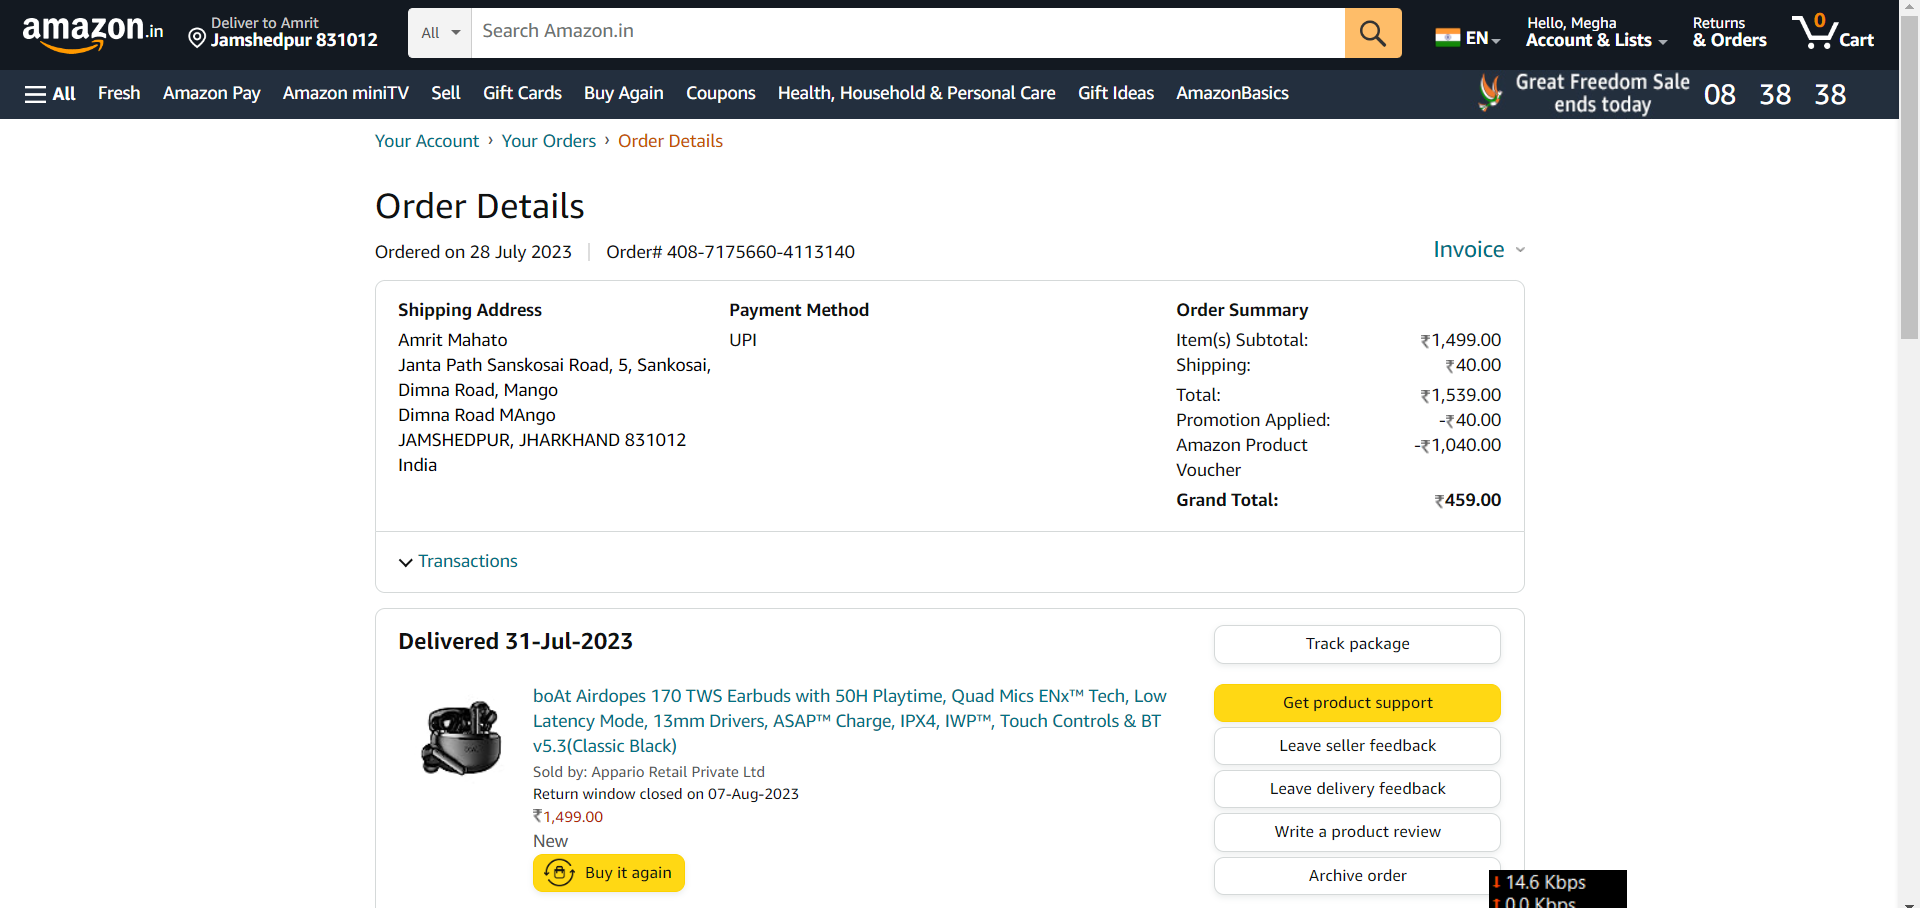 amazon.in
Deliver to Amrit
Jamshedpur 831012
All
Search Amazon.in
EN
Hello, Megha
Account & Lists
Returns
& Orders
0
Cart
All
Fresh
Amazon Pay
Amazon miniTV
Sell
Gift Cards
Buy Again
Coupons
Health, Household & Personal Care
Gift Ideas
AmazonBasics
Great Freedom Sale
ends today
08 38 38
Your Account › Your Orders › Order Details
Order Details
Ordered on 28 July 2023
Order# 408-7175660-4113140
Invoice
Shipping Address
Amrit Mahato
Janta Path Sanskosai Road, 5, Sankosai,
Dimna Road, Mango
Dimna Road MAngo
JAMSHEDPUR, JHARKHAND 831012
India
Payment Method
UPI
Order Summary
Item(s) Subtotal: ₹1,499.00
Shipping: ₹40.00
Total: ₹1,539.00
Promotion Applied: -₹40.00
Amazon Product -₹1,040.00
Voucher
Grand Total: ₹459.00
Transactions
Delivered 31-Jul-2023
boAt Airdopes 170 TWS Earbuds with 50H Playtime, Quad Mics ENx™ Tech, Low
Latency Mode, 13mm Drivers, ASAP™ Charge, IPX4, IWP™, Touch Controls & BT
v5.3(Classic Black)
Sold by: Appario Retail Private Ltd
Return window closed on 07-Aug-2023
₹1,499.00
New
Buy it again
Track package
Get product support
Leave seller feedback
Leave delivery feedback
Write a product review
Archive order
14.6 Kbps
0.0 Kbps